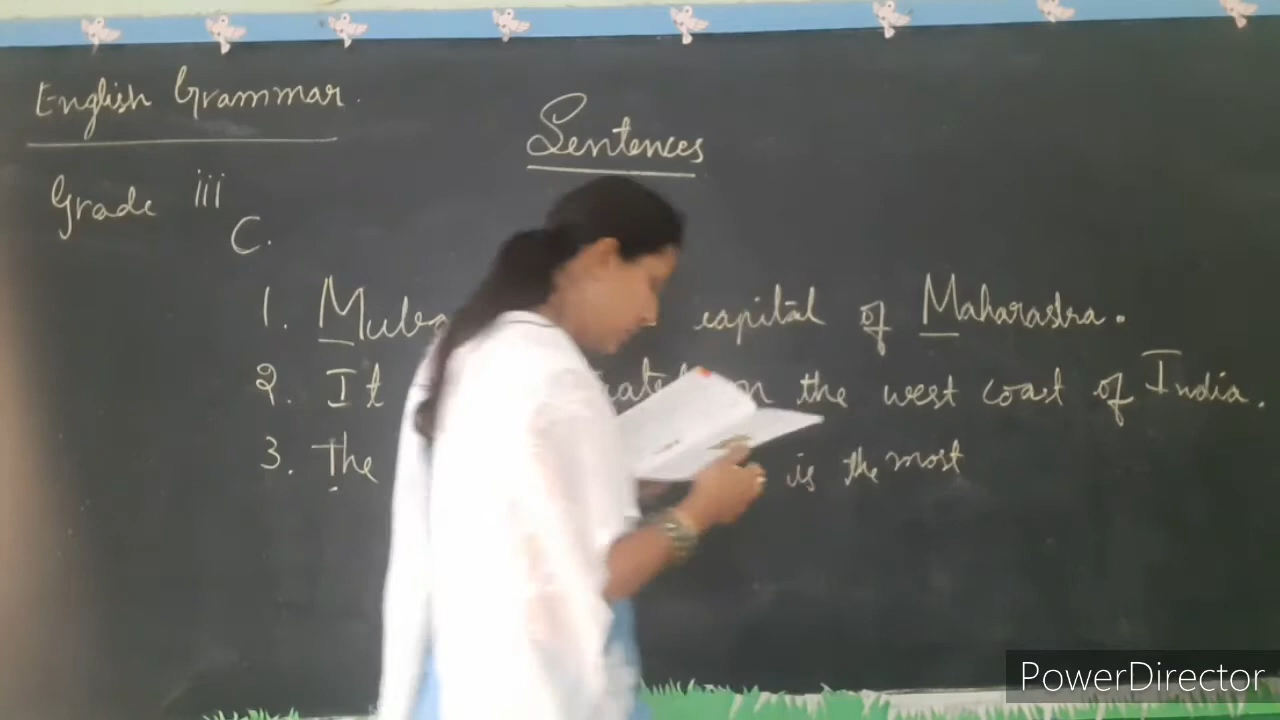 English Grammar.
Sentences
Grade iii
C.
1. capital of Maharastra.
2. It the west coast of India.
3. The is the most
PowerDirector